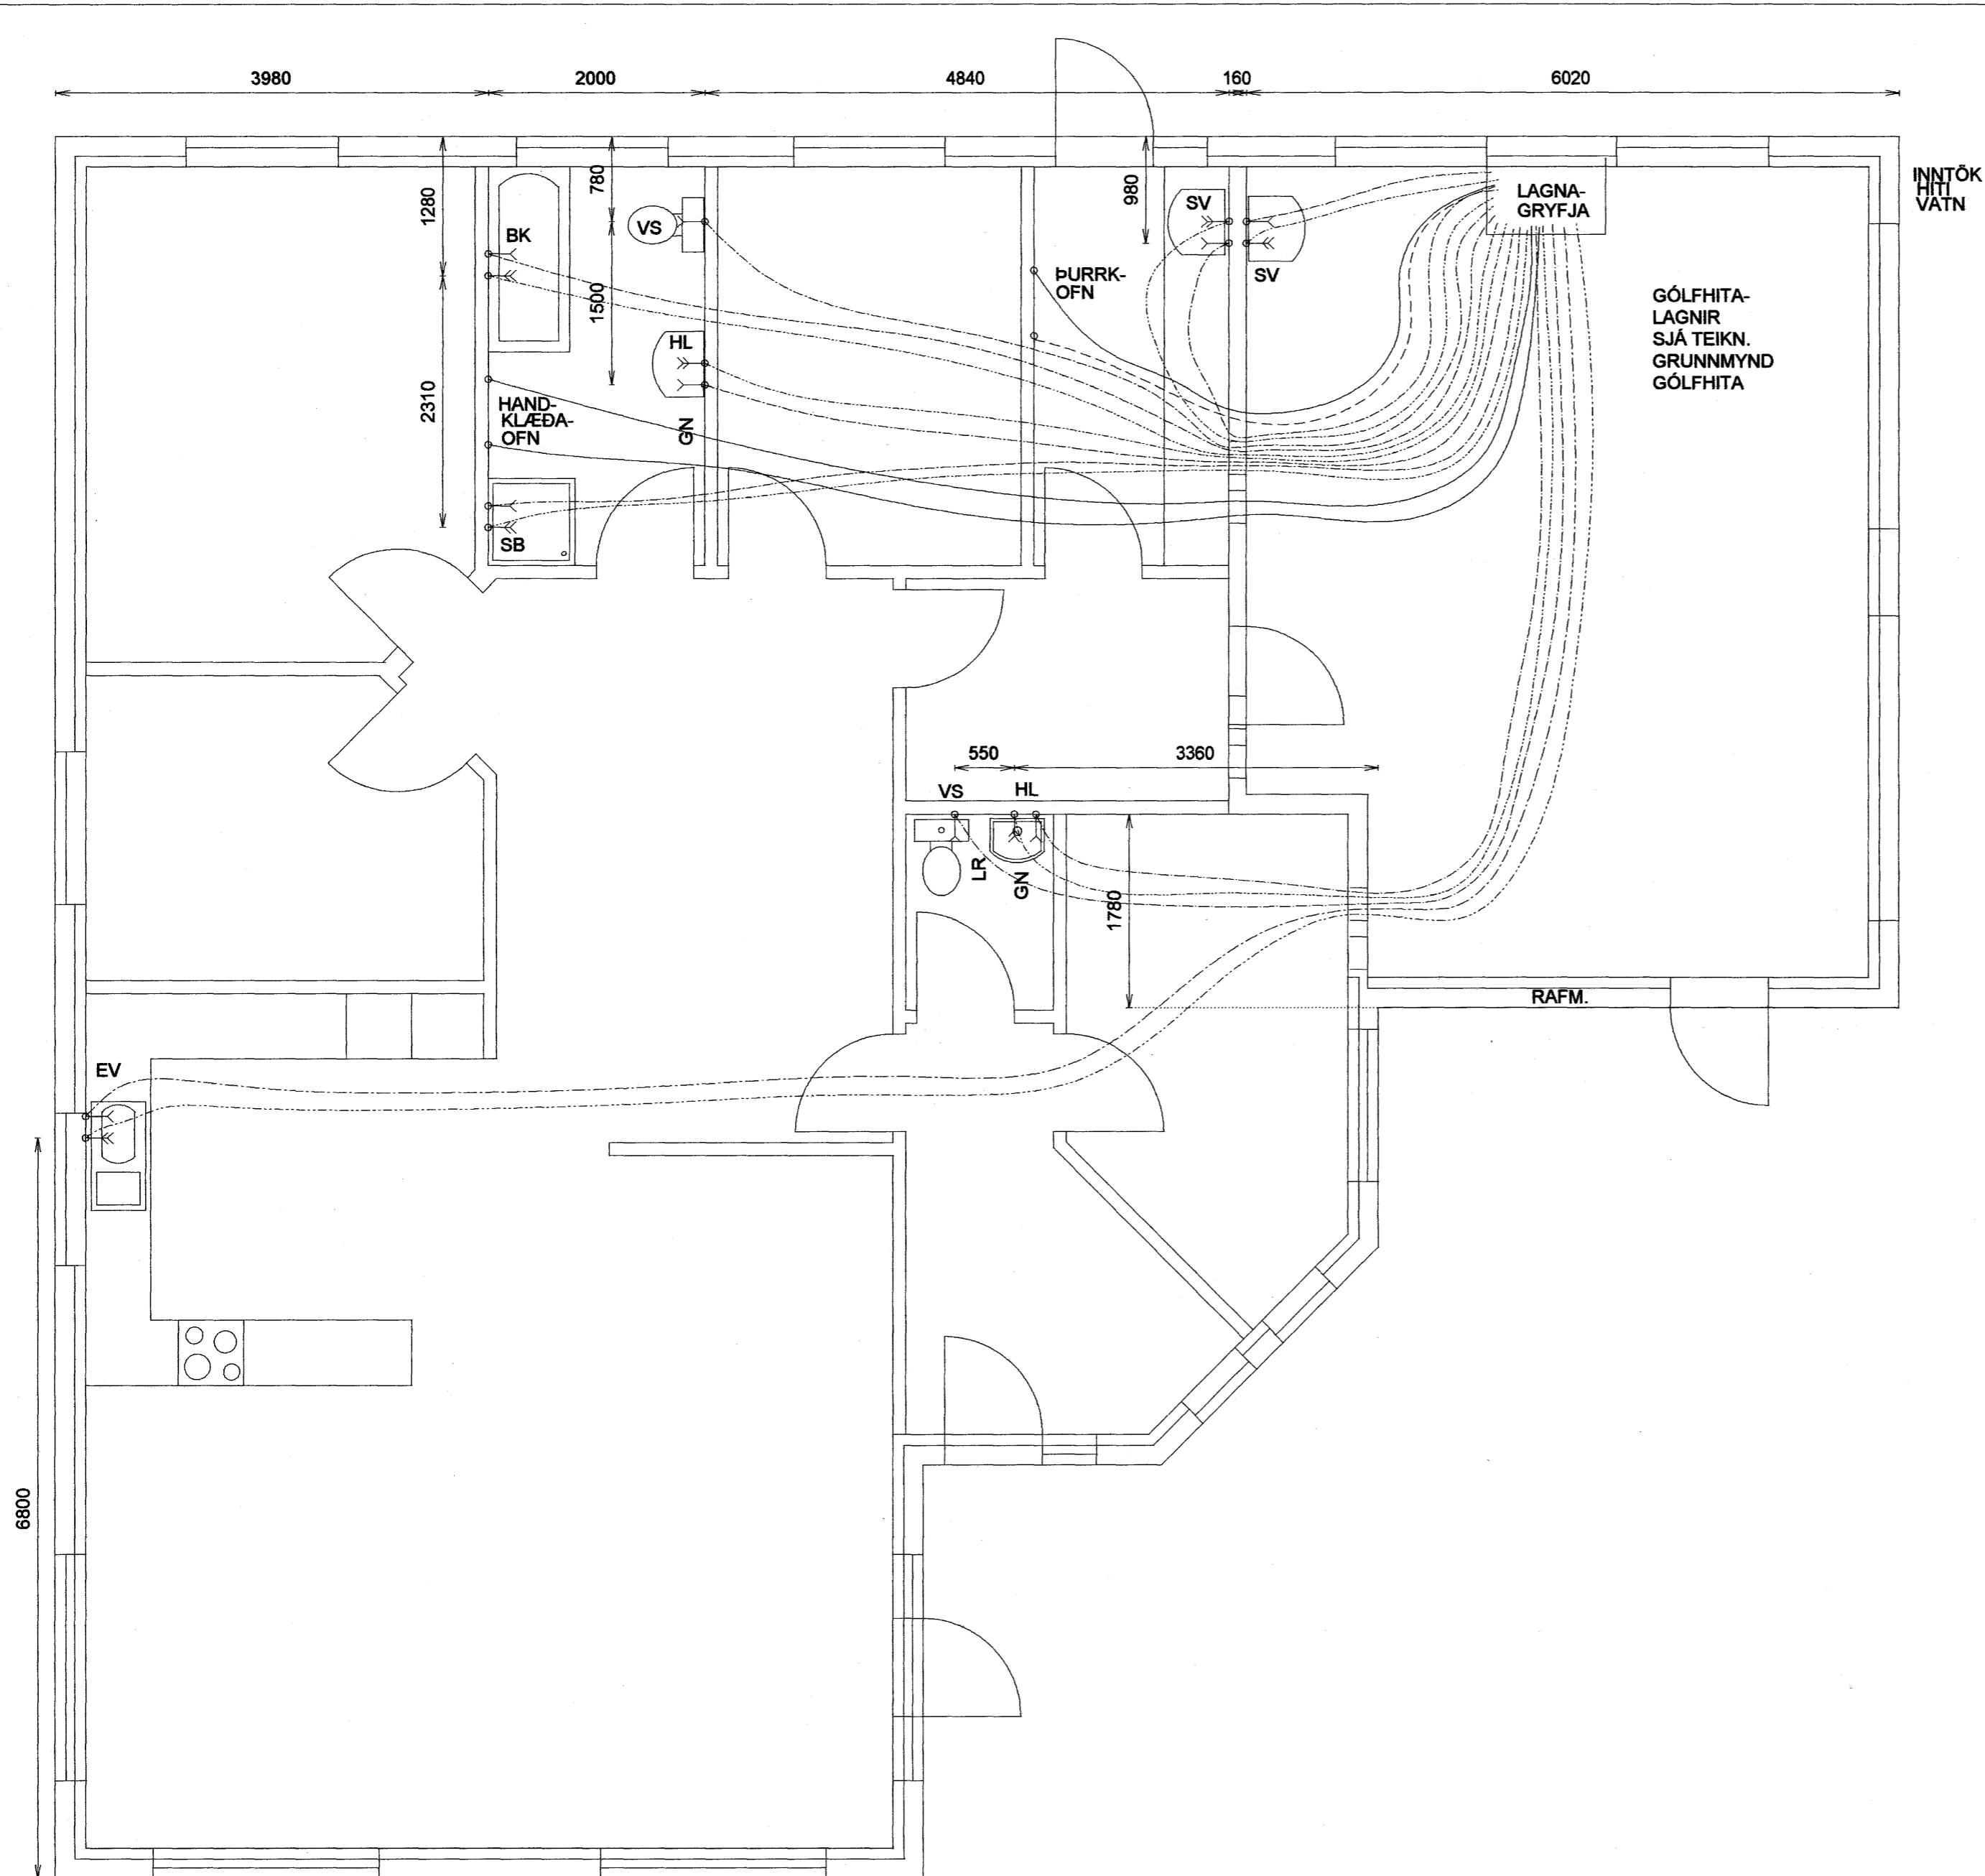 3980
2000
4840
160
6020
1280
780
980
SV
LAGNA-
GRYFJA
INNTÖK
HITI
VATN
BK
VS
SV
ÞURRK-
OFN
1500
GÓLFHITA-
LAGNIR
SJÁ TEIKN.
GRUNNMYND
GÓLFHITA
HL
2310
HAND-
KLÆÐA-
OFN
GN
SB
550
3360
VS
HL
LR
GN
1780
RAFM.
EV
6800